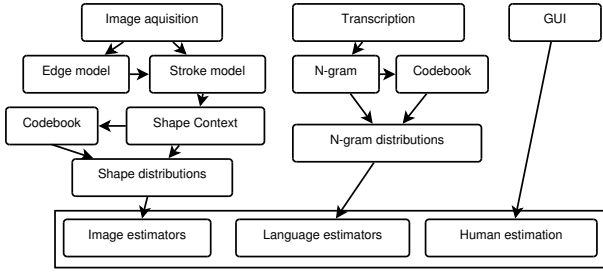 Image aquisition
Transcription
GUI
Edge model
Stroke model
N-gram
Codebook
Codebook
Shape Context
N-gram distributions
Shape distributions
Image estimators
Language estimators
Human estimation